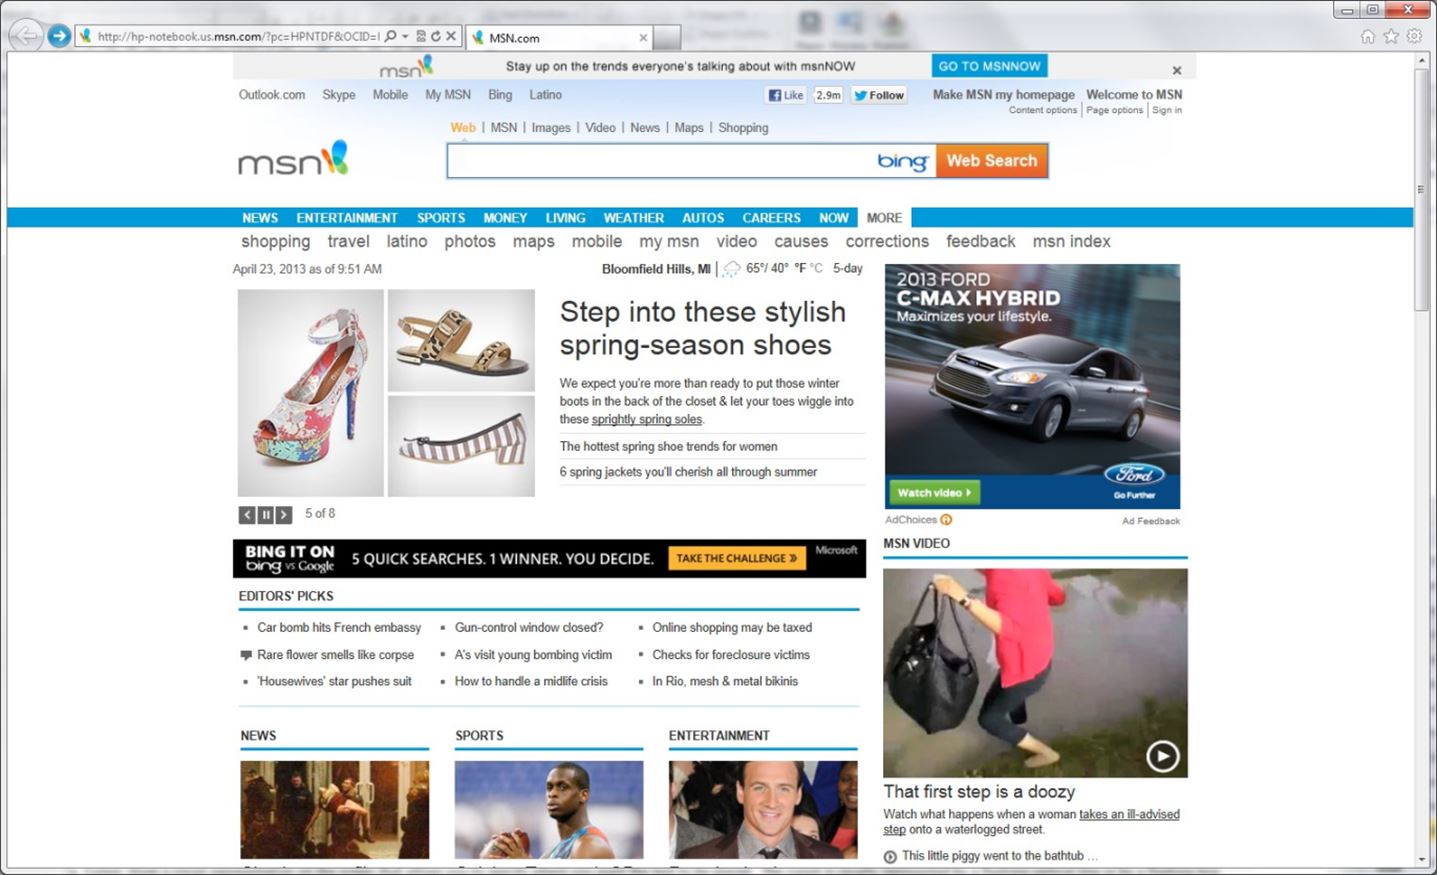 http://hp-notebook.us.msn.com/?pc=HPNTDF&OCID=
MSN.com
msn
Stay up on the trends everyone's talking about with msnNOW
GO TO MSNNOW
Outlook.com Skype Mobile My MSN Bing Latino
Like 2.9m Follow
Make MSN my homepage Welcome to MSN
Content options | Page options | Sign in
Web | MSN | Images | Video | News | Maps | Shopping
msn
bing Web Search
NEWS ENTERTAINMENT SPORTS MONEY LIVING WEATHER AUTOS CAREERS NOW MORE
shopping travel latino photos maps mobile my msn video causes corrections feedback msn index
April 23, 2013 as of 9:51 AM
Bloomfield Hills, MI | 65°/ 40° °F °C 5-day
Step into these stylish
spring-season shoes
We expect you're more than ready to put those winter
boots in the back of the closet & let your toes wiggle into
these sprightly spring soles.
The hottest spring shoe trends for women
6 spring jackets you'll cherish all through summer
5 of 8
2013 FORD
C-MAX HYBRID
Maximizes your lifestyle.
Watch video
Ford
Go Further
AdChoices
Ad Feedback
BING IT ON
bing vs Google
5 QUICK SEARCHES. 1 WINNER. YOU DECIDE.
TAKE THE CHALLENGE »
Microsoft
EDITORS' PICKS
Car bomb hits French embassy
Rare flower smells like corpse
'Housewives' star pushes suit
Gun-control window closed?
A's visit young bombing victim
How to handle a midlife crisis
Online shopping may be taxed
Checks for foreclosure victims
In Rio, mesh & metal bikinis
NEWS
SPORTS
ENTERTAINMENT
MSN VIDEO
That first step is a doozy
Watch what happens when a woman takes an ill-advised
step onto a waterlogged street.
This little piggy went to the bathtub ...